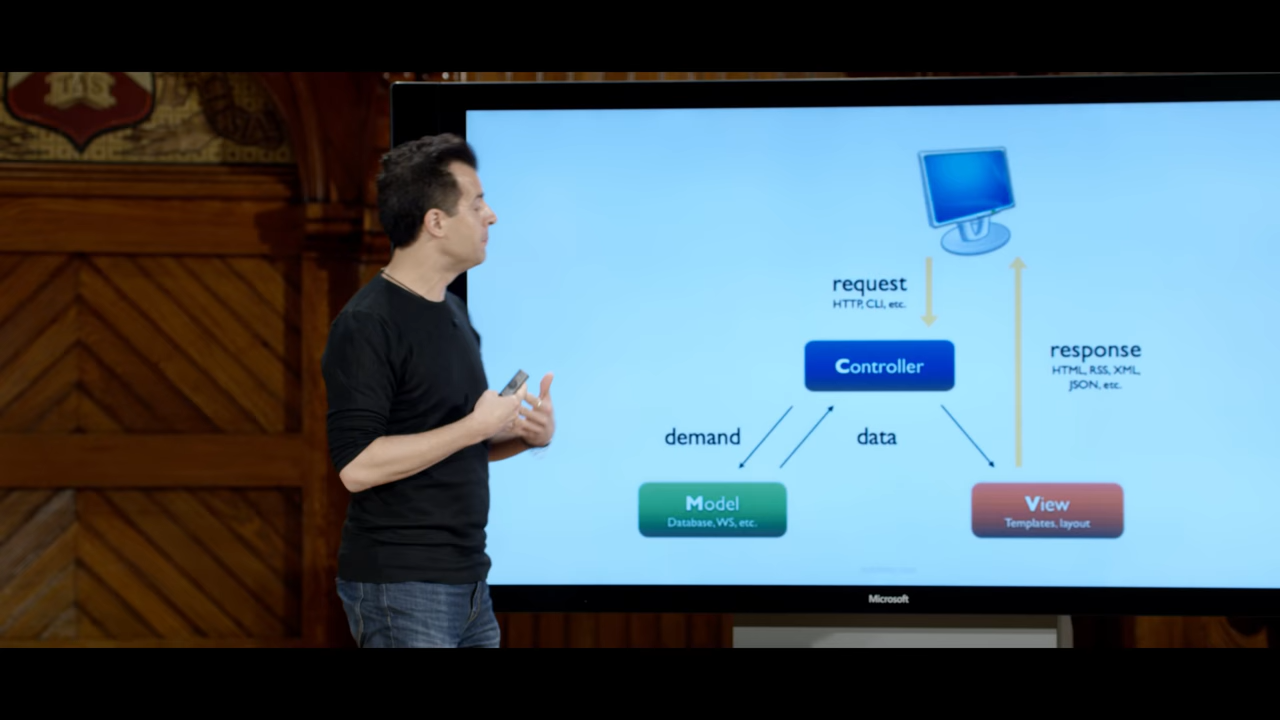 request
HTTP, CLI, etc.
Controller
response
HTML, RSS, XML,
JSON, etc.
demand
data
Model
Database, WS, etc.
View
Templates, layout
Microsoft